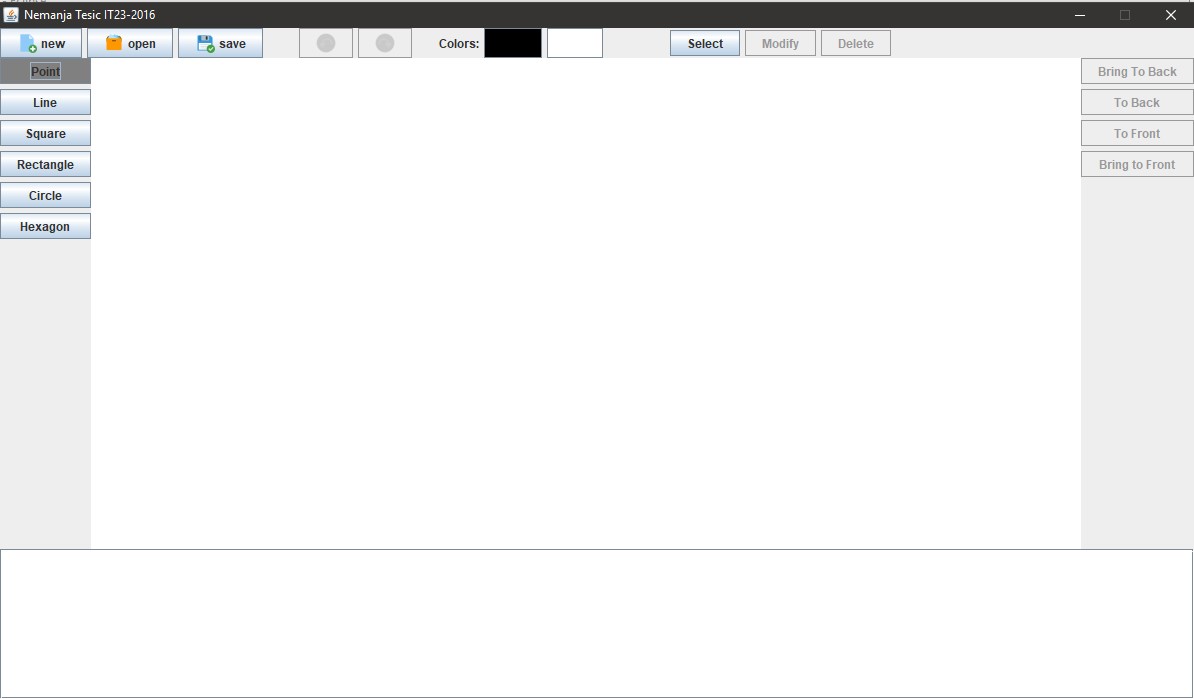 Nemanja Tesic IT23-2016
new open save Colors: Select Modify Delete
Point
Line
Square
Rectangle
Circle
Hexagon
Bring To Back
To Back
To Front
Bring to Front